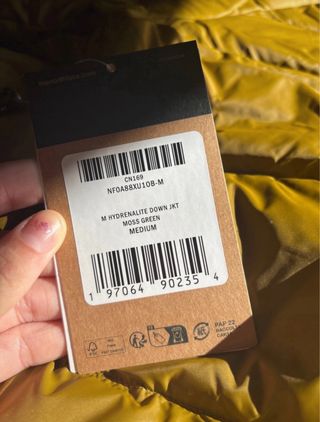 CN169
NF0A88XU1OB-M
M HYDRENALITE DOWN JKT
MOSS GREEN
MEDIUM
1 97064 90235 4
PAP 22